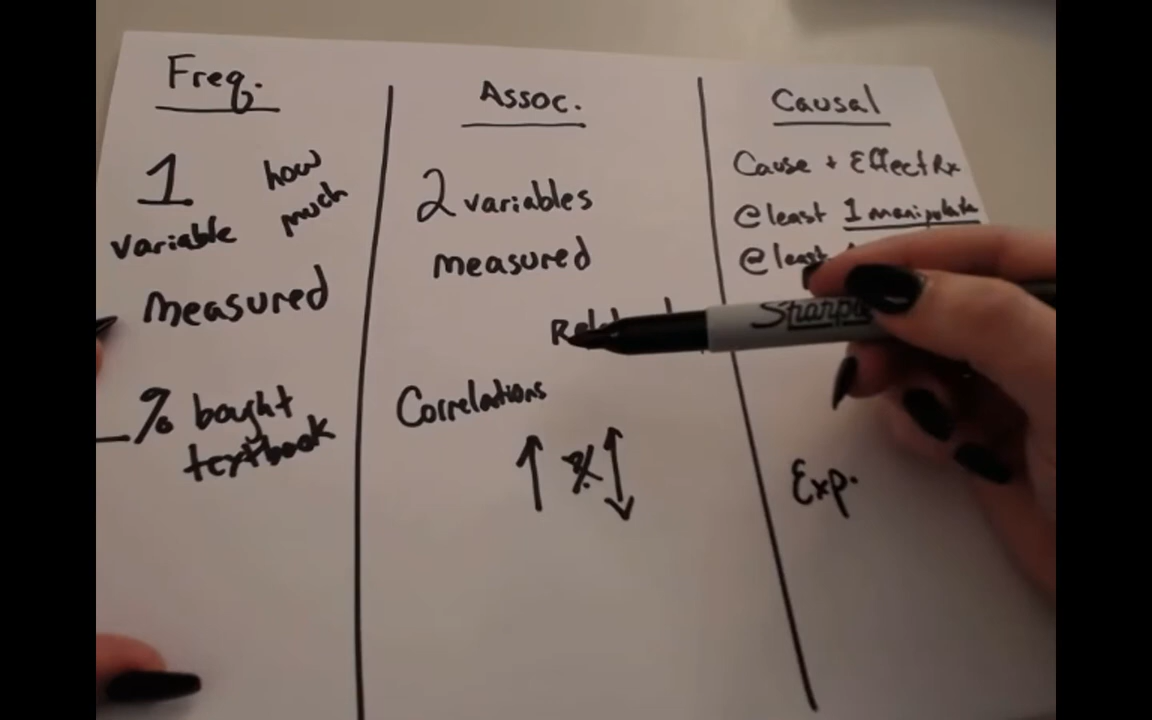 Freq.
1 how
variable much
measured
_% bought
textbook
Assoc.
2 variables
measured
Correlations
Causal
Cause + Effect Rx
@least 1 manipulate
@least
Exp.
Sharpie